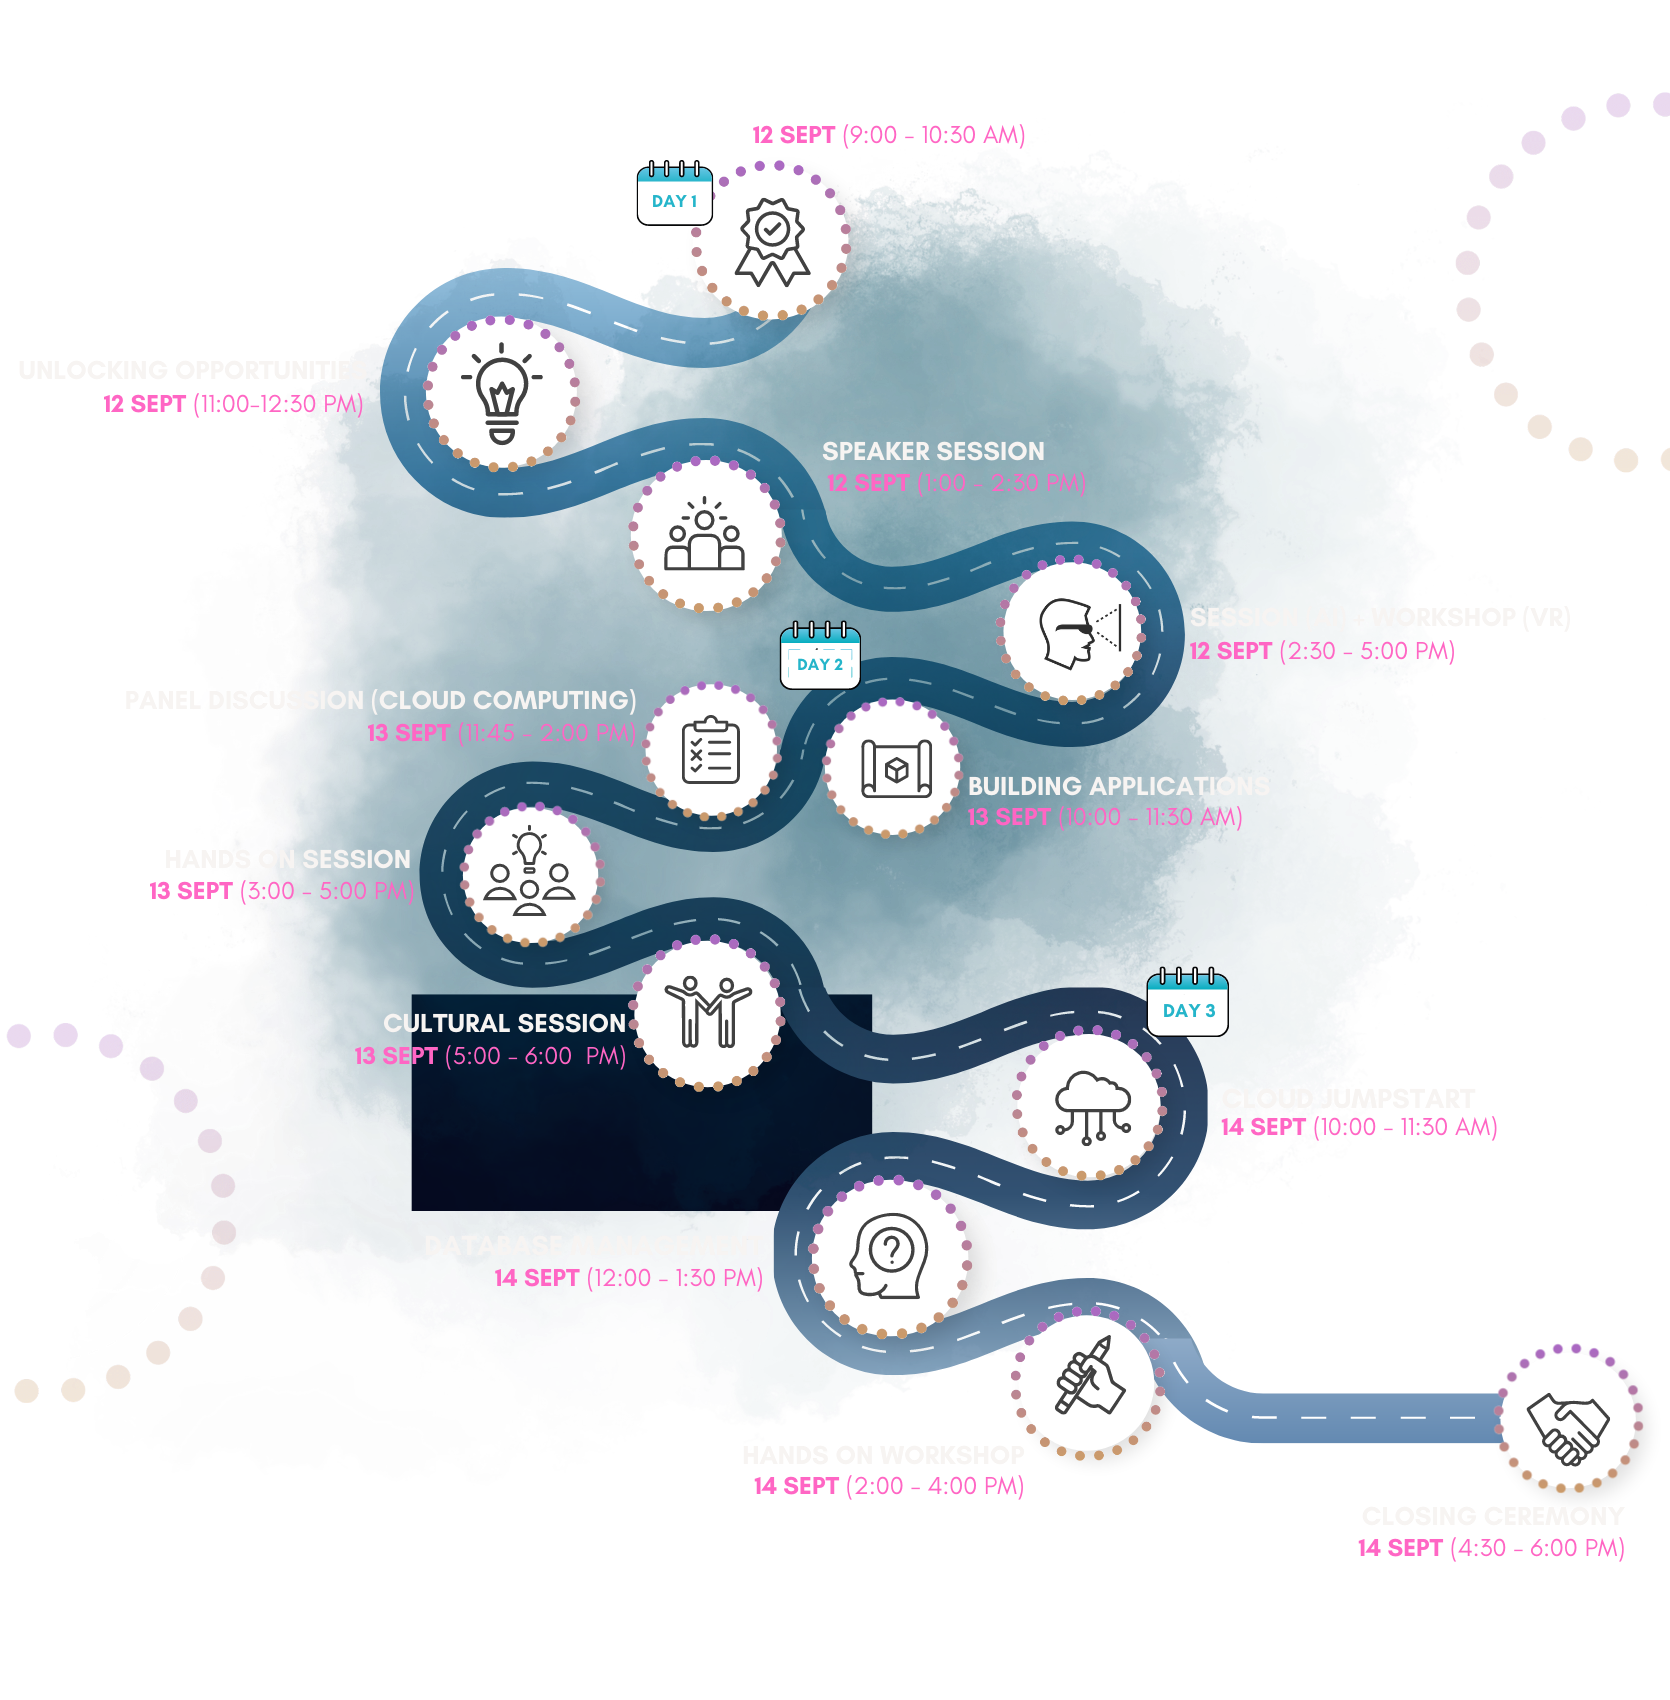 12 SEPT (9:00 - 10:30 AM)
DAY 1
UNLOCKING OPPORTUNITIE
12 SEPT (11:00-12:30 PM)
SPEAKER SESSION
12 SEPT (1:00 - 2:30 PM)
WORKSHOP (VR)
12 SEPT (2:30 - 5:00 PM)
DAY 2
PANEL DISCUSSION (CLOUD COMPUTING)
13 SEPT (11:45 - 2:00 PM)
BUILDING APPLICATIONS
13 SEPT (10:00 - 11:30 AM)
HANDS ON SESSION
13 SEPT (3:00 - 5:00 PM)
CULTURAL SESSION
13 SEPT (5:00 - 6:00 PM)
DAY 3
CLOUD JUMPSTART
14 SEPT (10:00 - 11:30 AM)
DATABASE MANAGEMENT
14 SEPT (12:00 - 1:30 PM)
HANDS ON WORKSHOP
14 SEPT (2:00 - 4:00 PM)
CLOSING CEREMONY
14 SEPT (4:30 - 6:00 PM)